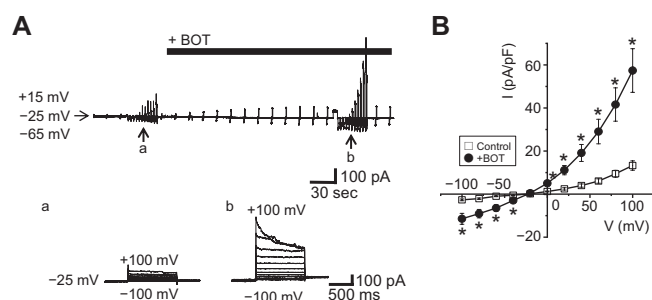 A
+ BOT
+15 mV
−25 mV
−65 mV
a
b
100 pA
30 sec
a
b
+100 mV
+100 mV
−25 mV
−100 mV
−100 mV
100 pA
500 ms
B
I (pA/pF)
60
40
20
−20
Control
+BOT
−100
−50
0
50
100
V (mV)
* * * * * * * * * *